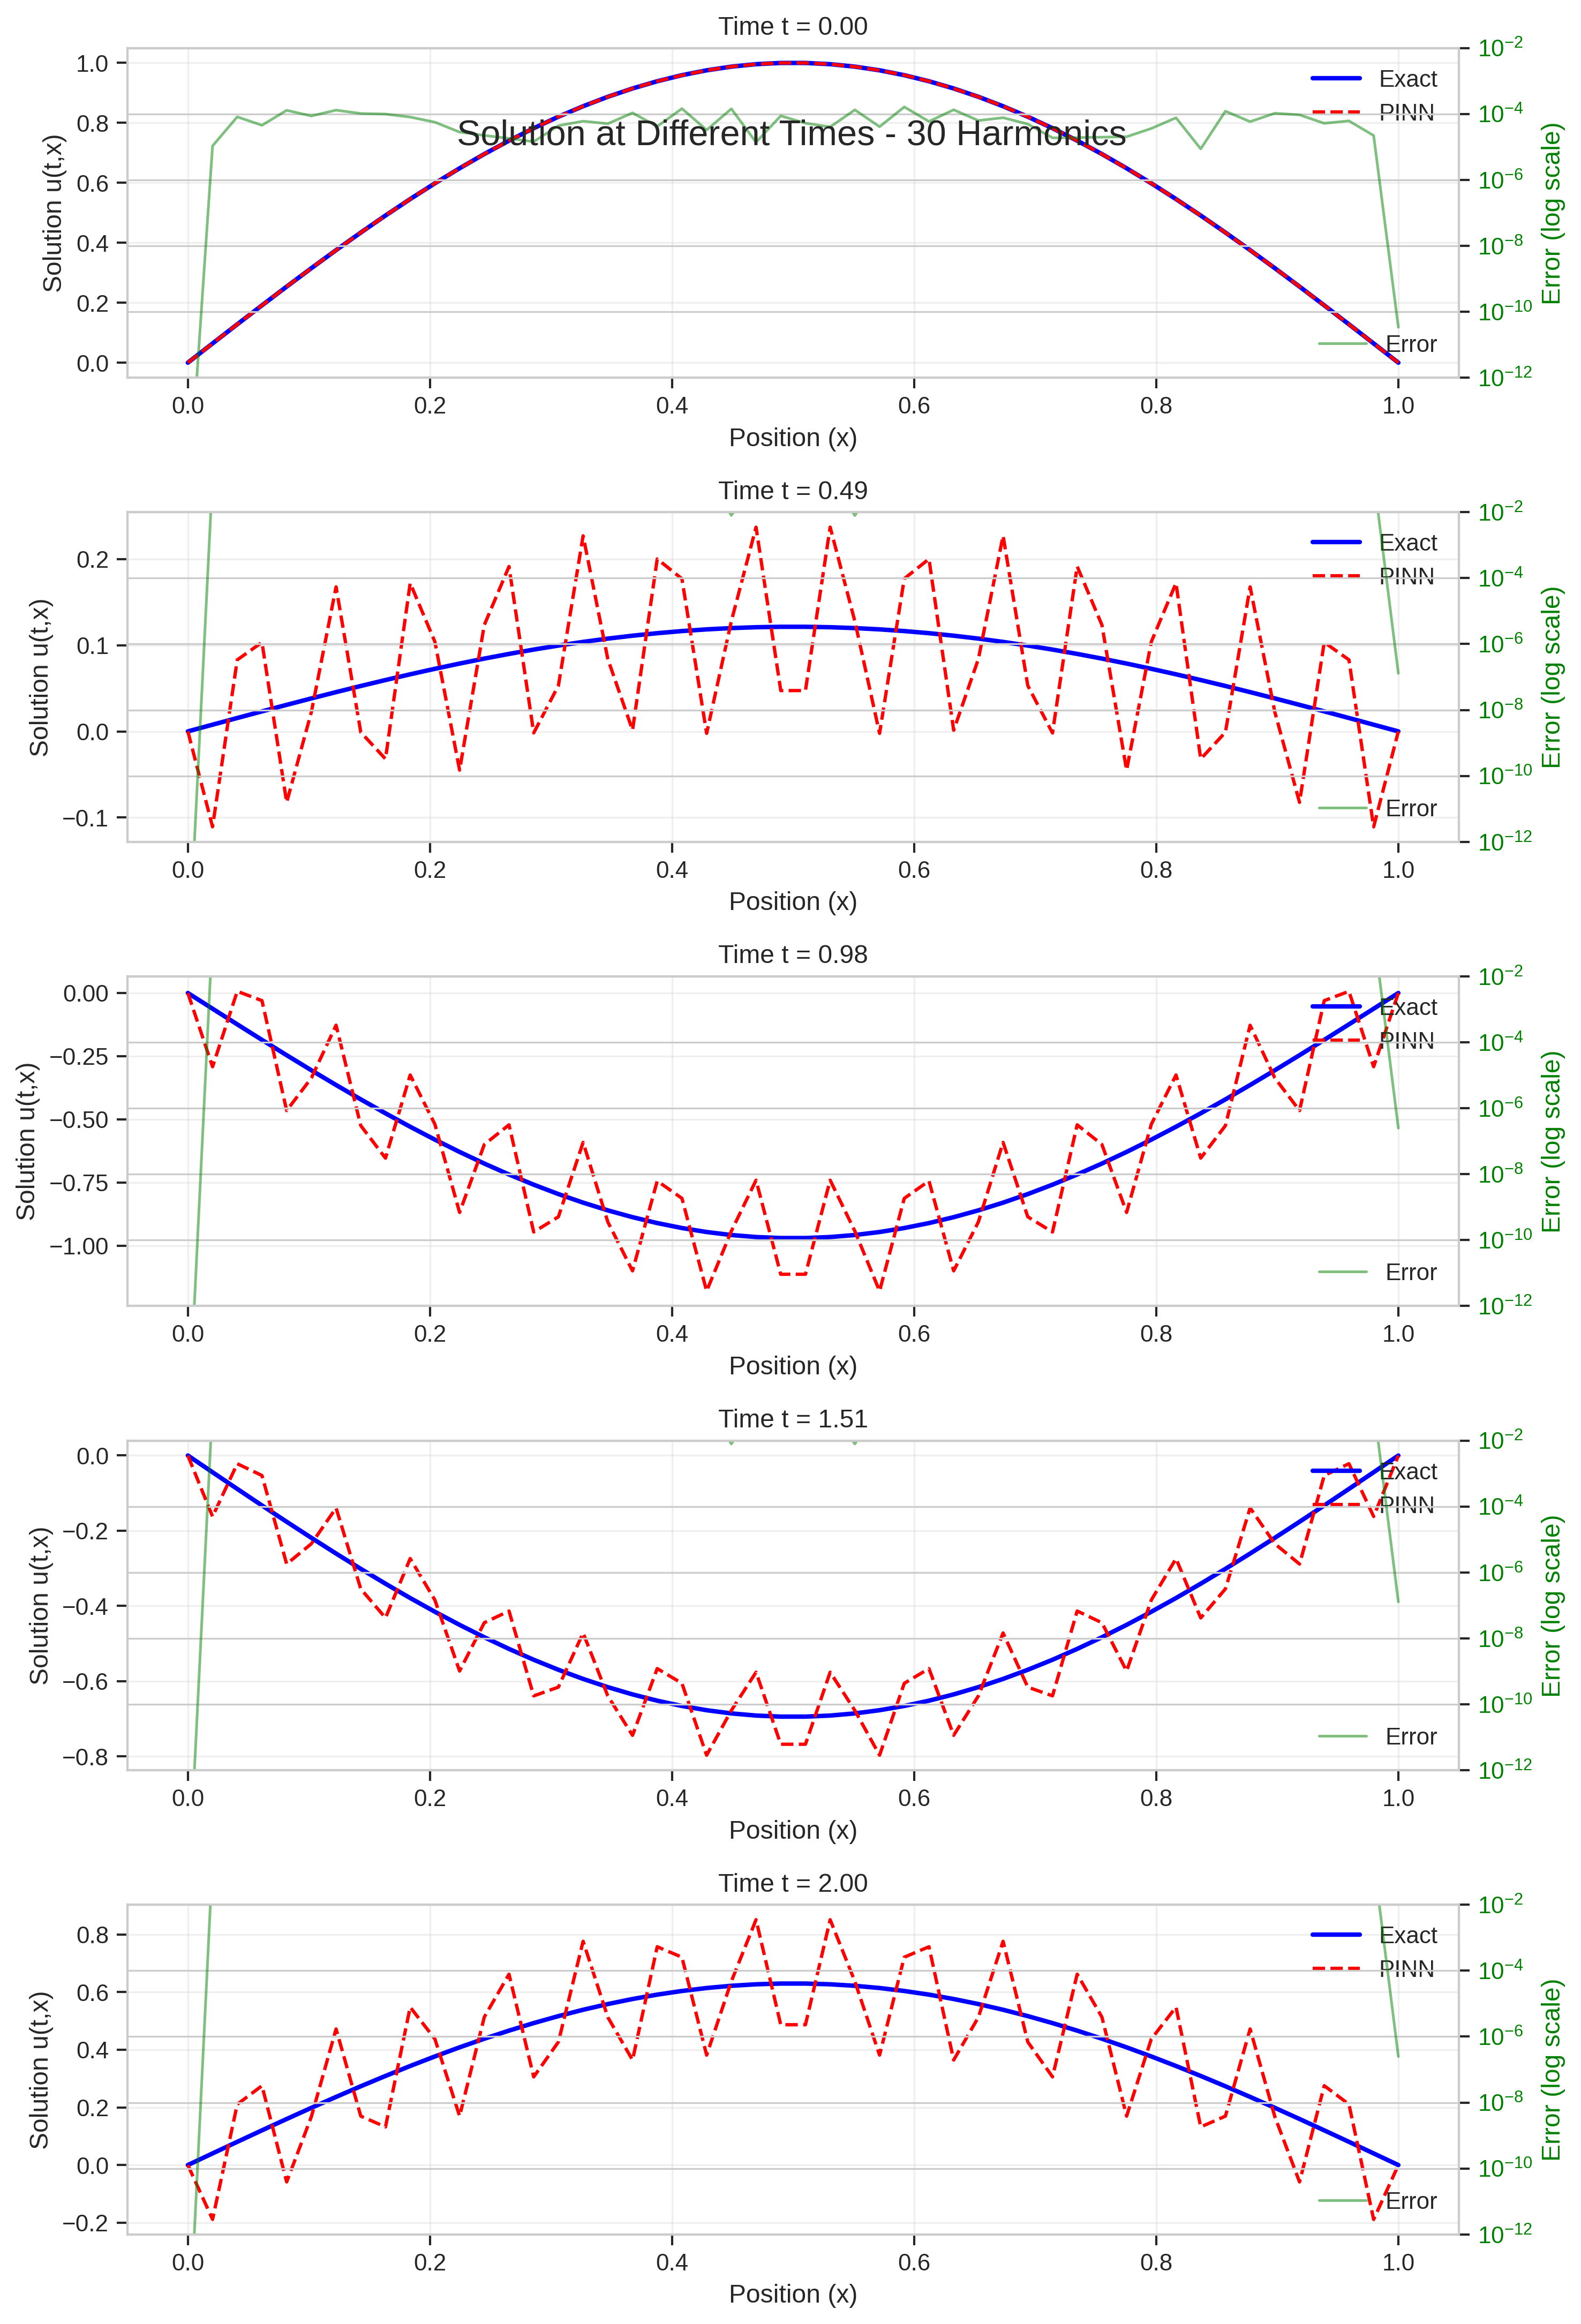 Time t = 0.00
Solution at Different Times - 30 Harmonics
Solution u(t,x)
1.0
0.8
0.6
0.4
0.2
0.0
Exact
PINN
Error
10⁻²
10⁻⁴
10⁻⁶
10⁻⁸
10⁻¹⁰
10⁻¹²
Error (log scale)
0.0 0.2 0.4 0.6 0.8 1.0
Position (x)
Time t = 0.49
Solution u(t,x)
0.2
0.1
0.0
−0.1
Exact
PINN
Error
10⁻²
10⁻⁴
10⁻⁶
10⁻⁸
10⁻¹⁰
10⁻¹²
Error (log scale)
0.0 0.2 0.4 0.6 0.8 1.0
Position (x)
Time t = 0.98
Solution u(t,x)
0.00
−0.25
−0.50
−0.75
−1.00
Exact
PINN
Error
10⁻²
10⁻⁴
10⁻⁶
10⁻⁸
10⁻¹⁰
10⁻¹²
Error (log scale)
0.0 0.2 0.4 0.6 0.8 1.0
Position (x)
Time t = 1.51
Solution u(t,x)
0.0
−0.2
−0.4
−0.6
−0.8
Exact
PINN
Error
10⁻²
10⁻⁴
10⁻⁶
10⁻⁸
10⁻¹⁰
10⁻¹²
Error (log scale)
0.0 0.2 0.4 0.6 0.8 1.0
Position (x)
Time t = 2.00
Solution u(t,x)
0.8
0.6
0.4
0.2
0.0
−0.2
Exact
PINN
Error
10⁻²
10⁻⁴
10⁻⁶
10⁻⁸
10⁻¹⁰
10⁻¹²
Error (log scale)
0.0 0.2 0.4 0.6 0.8 1.0
Position (x)